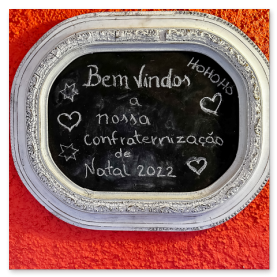 HOHOHO
Bem Vindos
a
nossa
confraternização
de
Natal 2022